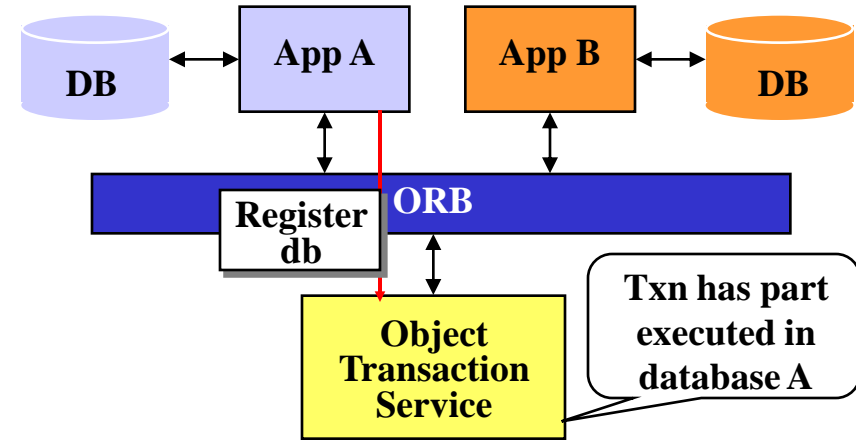 DB
App A
App B
DB
ORB
Register
db
Object
Transaction
Service
Txn has part
executed in
database A